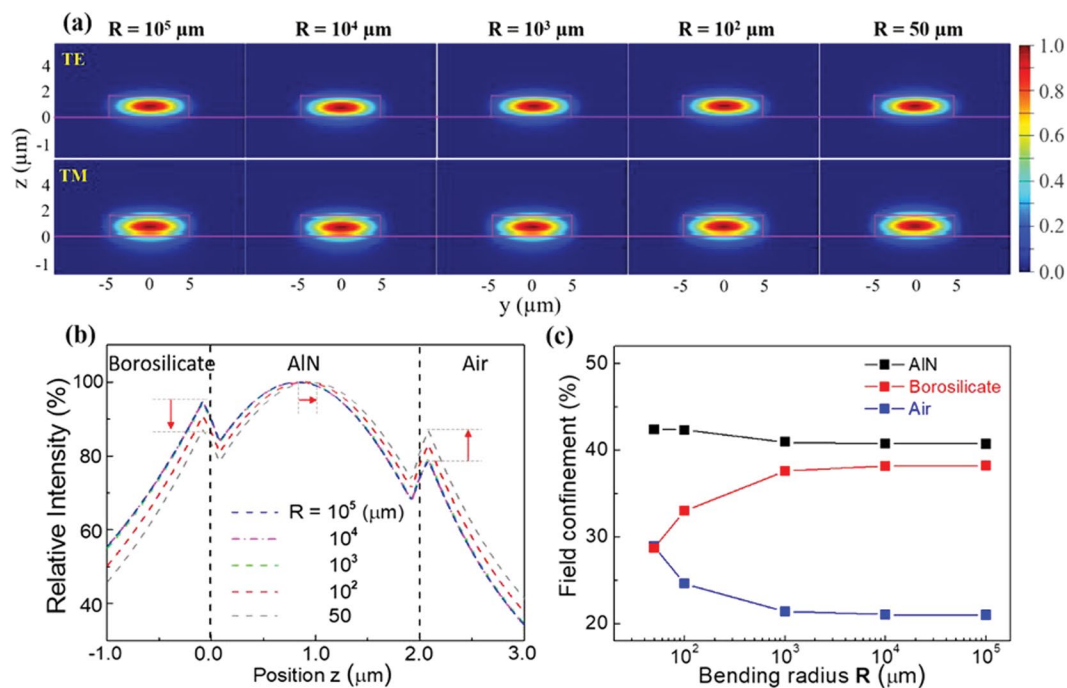 (a) R = 10⁵ µm R = 10⁴ µm R = 10³ µm R = 10² µm R = 50 µm
TE
4
2
0
-1
TM
4
2
0
-1
z (µm)
1.0
0.8
0.6
0.4
0.2
0.0
-5 0 5 -5 0 5 -5 0 5 -5 0 5 -5 0 5
y (µm)
(b)
Borosilicate AlN Air
100
80
60
40
Relative Intensity (%)
R = 10⁵ (µm)
10⁴
10³
10²
50
-1.0 0.0 1.0 2.0 3.0
Position z (µm)
(c)
50
40
30
20
Field confinement (%)
AlN
Borosilicate
Air
10² 10³ 10⁴ 10⁵
Bending radius R (µm)